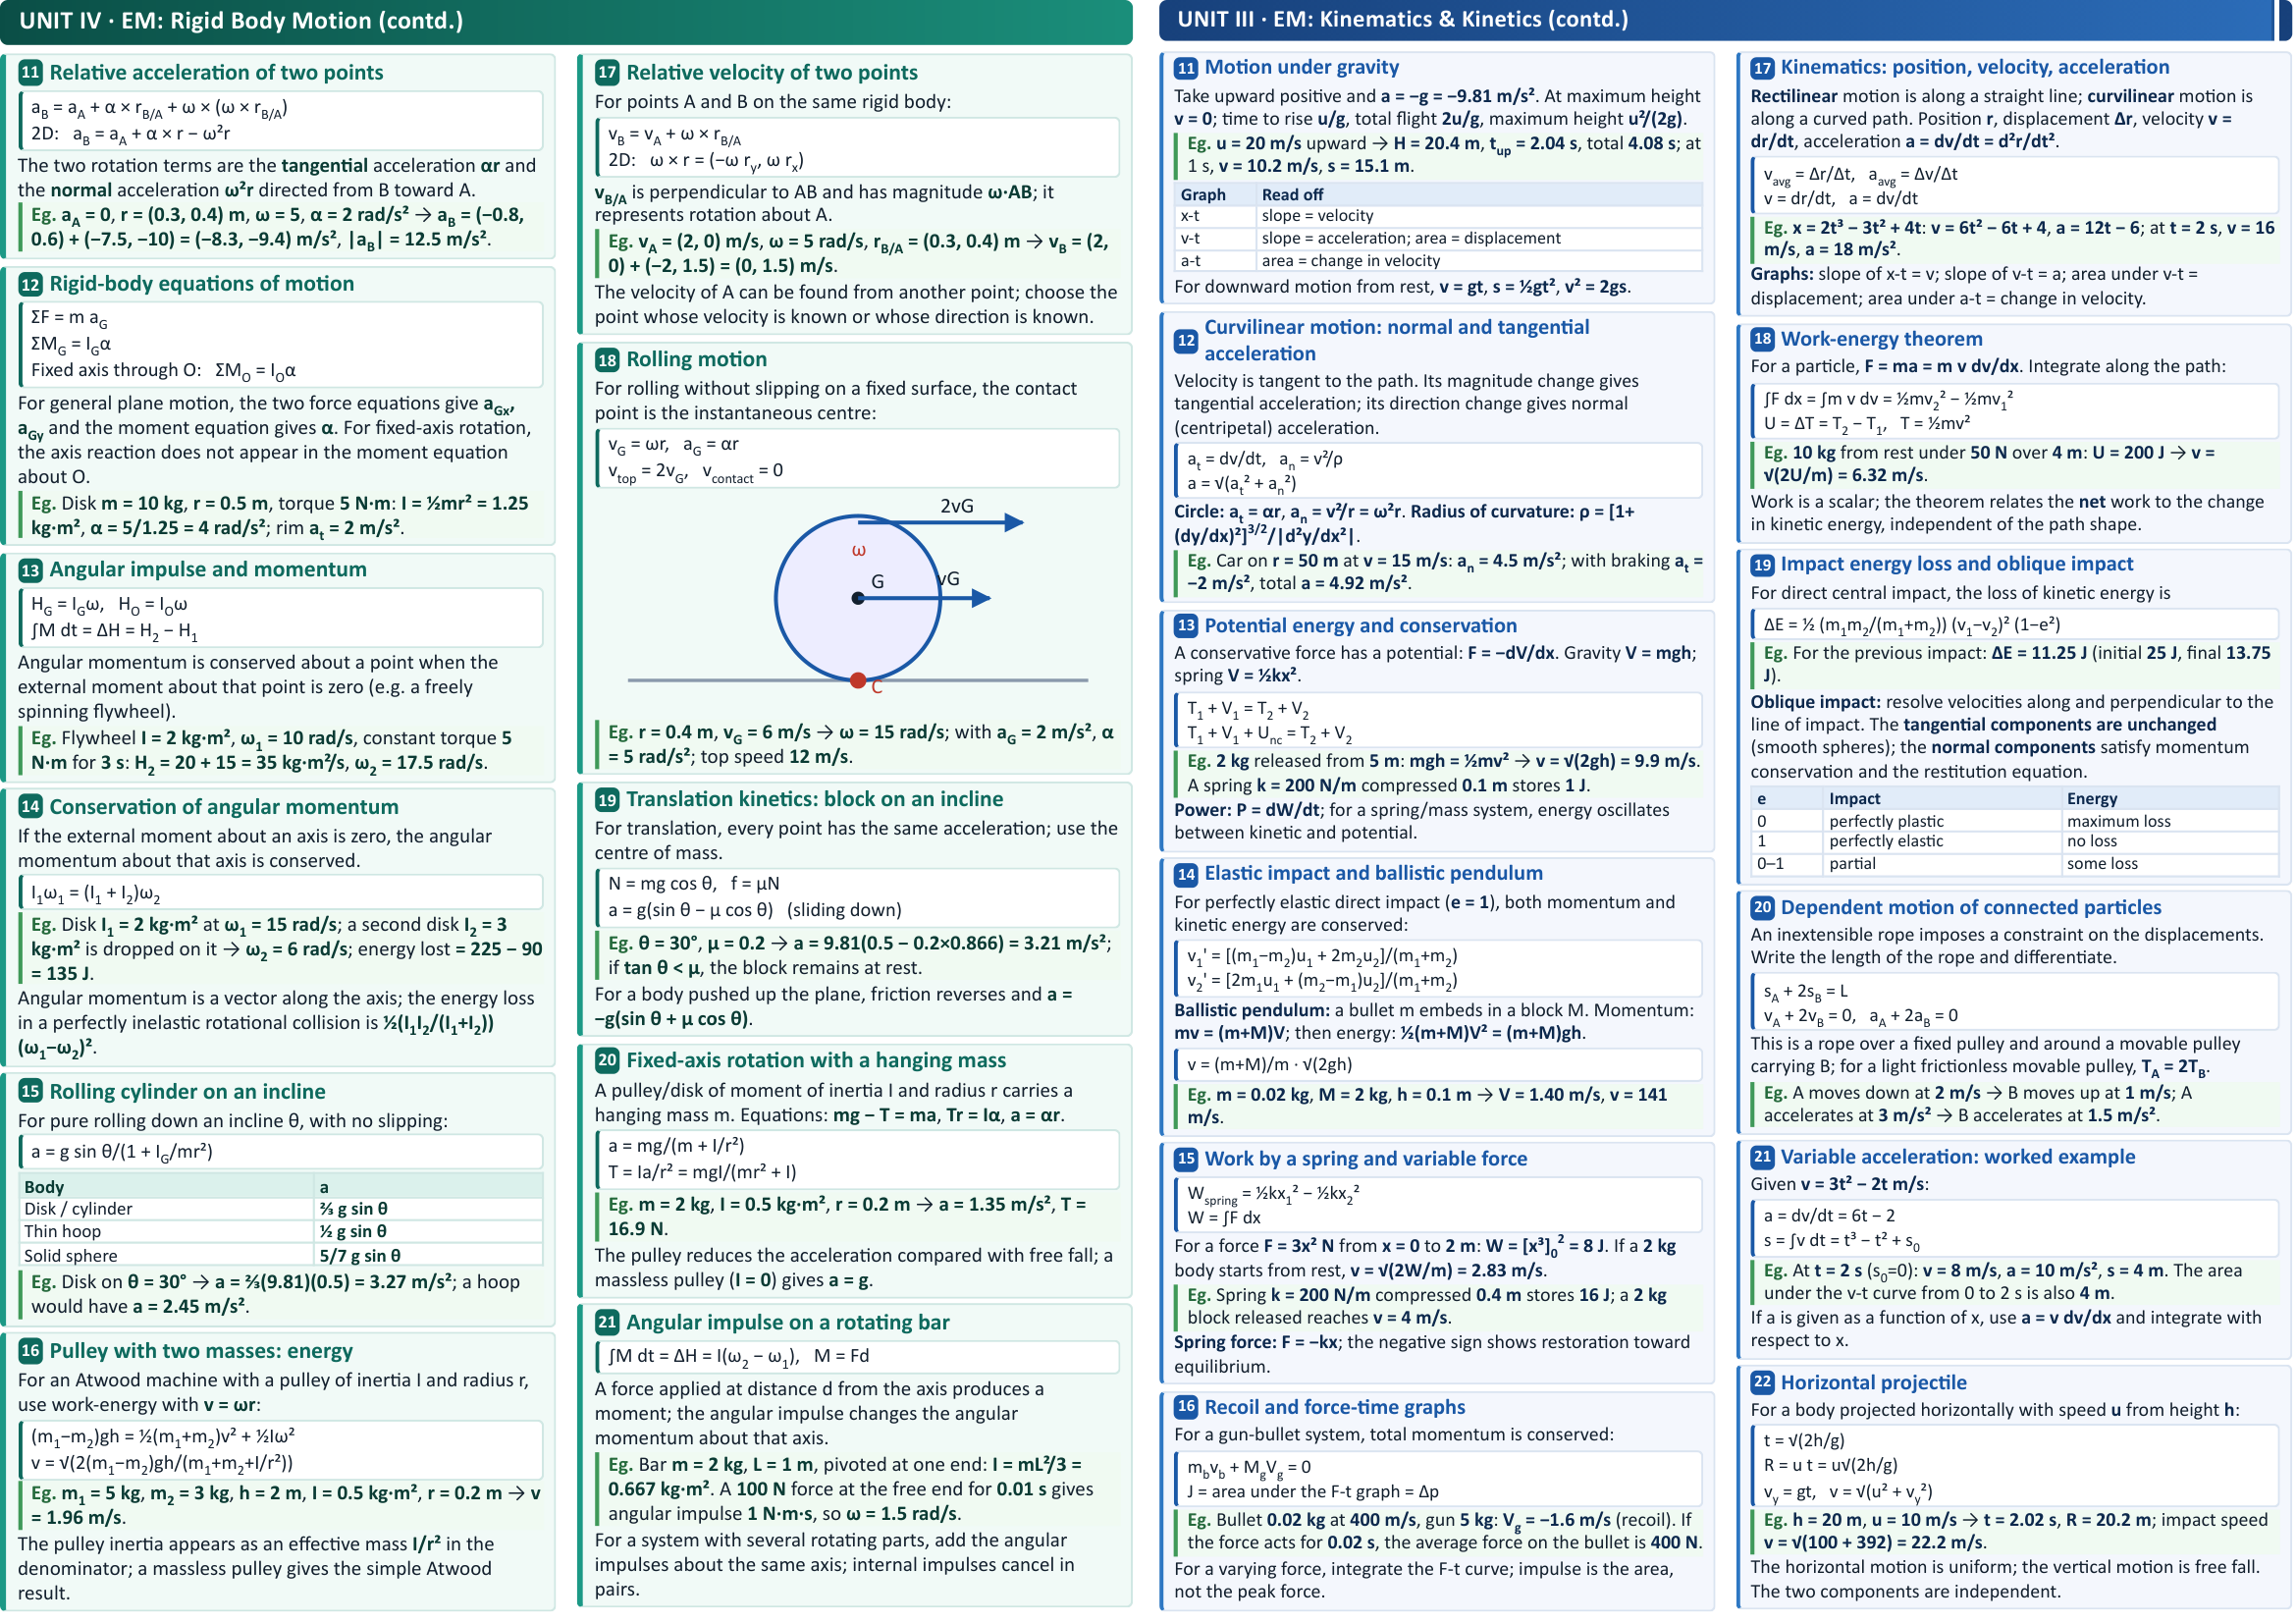 UNIT IV · EM: Rigid Body Motion (contd.)
11 Relative acceleration of two points
a_B = a_A + α × r_B/A + ω × (ω × r_B/A)
2D: a_B = a_A + α × r − ω²r
The two rotation terms are the tangential acceleration αr and
the normal acceleration ω²r directed from B toward A.
Eg. a_A = 0, r = (0.3, 0.4) m, ω = 5, α = 2 rad/s² → a_B = (−0.8,
0.6) + (−7.5, −10) = (−8.3, −9.4) m/s², |a_B| = 12.5 m/s².
12 Rigid-body equations of motion
ΣF = m a_G
ΣM_G = I_Gα
Fixed axis through O: ΣM_O = I_Oα
For general plane motion, the two force equations give a_Gx,
a_Gy and the moment equation gives α. For fixed-axis rotation,
the axis reaction does not appear in the moment equation
about O.
Eg. Disk m = 10 kg, r = 0.5 m, torque 5 N·m: I = ½mr² = 1.25
kg·m², α = 5/1.25 = 4 rad/s²; rim a_t = 2 m/s².
13 Angular impulse and momentum
H_G = I_Gω, H_O = I_Oω
∫M dt = ΔH = H_2 − H_1
Angular momentum is conserved about a point when the
external moment about that point is zero (e.g. a freely
spinning flywheel).
Eg. Flywheel I = 2 kg·m², ω_1 = 10 rad/s, constant torque 5
N·m for 3 s: H_2 = 20 + 15 = 35 kg·m²/s, ω_2 = 17.5 rad/s.
14 Conservation of angular momentum
If the external moment about an axis is zero, the angular
momentum about that axis is conserved.
I_1ω_1 = (I_1 + I_2)ω_2
Eg. Disk I_1 = 2 kg·m² at ω_1 = 15 rad/s; a second disk I_2 = 3
kg·m² is dropped on it → ω_2 = 6 rad/s; energy lost = 225 − 90
= 135 J.
Angular momentum is a vector along the axis; the energy loss
in a perfectly inelastic rotational collision is ½(I_1I_2/(I_1+I_2))
(ω_1−ω_2)².
15 Rolling cylinder on an incline
For pure rolling down an incline θ, with no slipping:
a = g sin θ/(1 + I_G/mr²)
Body a
Disk / cylinder ⅔ g sin θ
Thin hoop ½ g sin θ
Solid sphere 5/7 g sin θ
Eg. Disk on θ = 30° → a = ⅔(9.81)(0.5) = 3.27 m/s²; a hoop
would have a = 2.45 m/s².
16 Pulley with two masses: energy
For an Atwood machine with a pulley of inertia I and radius r,
use work-energy with v = ωr:
(m_1−m_2)gh = ½(m_1+m_2)v² + ½Iω²
v = √(2(m_1−m_2)gh/(m_1+m_2+I/r²))
Eg. m_1 = 5 kg, m_2 = 3 kg, h = 2 m, I = 0.5 kg·m², r = 0.2 m → v
= 1.96 m/s.
The pulley inertia appears as an effective mass I/r² in the
denominator; a massless pulley gives the simple Atwood
result.
17 Relative velocity of two points
For points A and B on the same rigid body:
v_B = v_A + ω × r_B/A
2D: ω × r = (−ω r_y, ω r_x)
v_B/A is perpendicular to AB and has magnitude ω·AB; it
represents rotation about A.
Eg. v_A = (2, 0) m/s, ω = 5 rad/s, r_B/A = (0.3, 0.4) m → v_B = (2,
0) + (−2, 1.5) = (0, 1.5) m/s.
The velocity of A can be found from another point; choose the
point whose velocity is known or whose direction is known.
18 Rolling motion
For rolling without slipping on a fixed surface, the contact
point is the instantaneous centre:
v_G = ωr, a_G = αr
v_top = 2v_G, v_contact = 0
2vG
ω
G
vG
C
Eg. r = 0.4 m, v_G = 6 m/s → ω = 15 rad/s; with a_G = 2 m/s², α
= 5 rad/s²; top speed 12 m/s.
19 Translation kinetics: block on an incline
For translation, every point has the same acceleration; use the
centre of mass.
N = mg cos θ, f = μN
a = g(sin θ − μ cos θ) (sliding down)
Eg. θ = 30°, μ = 0.2 → a = 9.81(0.5 − 0.2×0.866) = 3.21 m/s²;
if tan θ < μ, the block remains at rest.
For a body pushed up the plane, friction reverses and a =
−g(sin θ + μ cos θ).
20 Fixed-axis rotation with a hanging mass
A pulley/disk of moment of inertia I and radius r carries a
hanging mass m. Equations: mg − T = ma, Tr = Iα, a = αr.
a = mg/(m + I/r²)
T = Ia/r² = mgI/(mr² + I)
Eg. m = 2 kg, I = 0.5 kg·m², r = 0.2 m → a = 1.35 m/s², T =
16.9 N.
The pulley reduces the acceleration compared with free fall; a
massless pulley (I = 0) gives a = g.
21 Angular impulse on a rotating bar
∫M dt = ΔH = I(ω_2 − ω_1), M = Fd
A force applied at distance d from the axis produces a
moment; the angular impulse changes the angular
momentum about that axis.
Eg. Bar m = 2 kg, L = 1 m, pivoted at one end: I = mL²/3 =
0.667 kg·m². A 100 N force at the free end for 0.01 s gives
angular impulse 1 N·m·s, so ω = 1.5 rad/s.
For a system with several rotating parts, add the angular
impulses about the same axis; internal impulses cancel in
pairs.
UNIT III · EM: Kinematics & Kinetics (contd.)
11 Motion under gravity
Take upward positive and a = −g = −9.81 m/s². At maximum height
v = 0; time to rise u/g, total flight 2u/g, maximum height u²/(2g).
Eg. u = 20 m/s upward → H = 20.4 m, t_up = 2.04 s, total 4.08 s; at
1 s, v = 10.2 m/s, s = 15.1 m.
Graph Read off
x-t slope = velocity
v-t slope = acceleration; area = displacement
a-t area = change in velocity
For downward motion from rest, v = gt, s = ½gt², v² = 2gs.
12 Curvilinear motion: normal and tangential
acceleration
Velocity is tangent to the path. Its magnitude change gives
tangential acceleration; its direction change gives normal
(centripetal) acceleration.
a_t = dv/dt, a_n = v²/ρ
a = √(a_t² + a_n²)
Circle: a_t = αr, a_n = v²/r = ω²r. Radius of curvature: ρ = [1+
(dy/dx)²]^3/2/|d²y/dx²|.
Eg. Car on r = 50 m at v = 15 m/s: a_n = 4.5 m/s²; with braking a_t =
−2 m/s², total a = 4.92 m/s².
13 Potential energy and conservation
A conservative force has a potential: F = −dV/dx. Gravity V = mgh;
spring V = ½kx².
T_1 + V_1 = T_2 + V_2
T_1 + V_1 + U_nc = T_2 + V_2
Eg. 2 kg released from 5 m: mgh = ½mv² → v = √(2gh) = 9.9 m/s.
A spring k = 200 N/m compressed 0.1 m stores 1 J.
Power: P = dW/dt; for a spring/mass system, energy oscillates
between kinetic and potential.
14 Elastic impact and ballistic pendulum
For perfectly elastic direct impact (e = 1), both momentum and
kinetic energy are conserved:
v_1' = [(m_1−m_2)u_1 + 2m_2u_2]/(m_1+m_2)
v_2' = [2m_1u_1 + (m_2−m_1)u_2]/(m_1+m_2)
Ballistic pendulum: a bullet m embeds in a block M. Momentum:
mv = (m+M)V; then energy: ½(m+M)V² = (m+M)gh.
v = (m+M)/m · √(2gh)
Eg. m = 0.02 kg, M = 2 kg, h = 0.1 m → V = 1.40 m/s, v = 141
m/s.
15 Work by a spring and variable force
W_spring = ½kx_1² − ½kx_2²
W = ∫F dx
For a force F = 3x² N from x = 0 to 2 m: W = [x³]_0^2 = 8 J. If a 2 kg
body starts from rest, v = √(2W/m) = 2.83 m/s.
Eg. Spring k = 200 N/m compressed 0.4 m stores 16 J; a 2 kg
block released reaches v = 4 m/s.
Spring force: F = −kx; the negative sign shows restoration toward
equilibrium.
16 Recoil and force-time graphs
For a gun-bullet system, total momentum is conserved:
m_bv_b + M_gV_g = 0
J = area under the F-t graph = Δp
Eg. Bullet 0.02 kg at 400 m/s, gun 5 kg: V_g = −1.6 m/s (recoil). If
the force acts for 0.02 s, the average force on the bullet is 400 N.
For a varying force, integrate the F-t curve; impulse is the area,
not the peak force.
17 Kinematics: position, velocity, acceleration
Rectilinear motion is along a straight line; curvilinear motion is
along a curved path. Position r, displacement Δr, velocity v =
dr/dt, acceleration a = dv/dt = d²r/dt².
v_avg = Δr/Δt, a_avg = Δv/Δt
v = dr/dt, a = dv/dt
Eg. x = 2t³ − 3t² + 4t: v = 6t² − 6t + 4, a = 12t − 6; at t = 2 s, v = 16
m/s, a = 18 m/s².
Graphs: slope of x-t = v; slope of v-t = a; area under v-t =
displacement; area under a-t = change in velocity.
18 Work-energy theorem
For a particle, F = ma = m v dv/dx. Integrate along the path:
∫F dx = ∫m v dv = ½mv_2² − ½mv_1²
U = ΔT = T_2 − T_1, T = ½mv²
Eg. 10 kg from rest under 50 N over 4 m: U = 200 J → v =
√(2U/m) = 6.32 m/s.
Work is a scalar; the theorem relates the net work to the change
in kinetic energy, independent of the path shape.
19 Impact energy loss and oblique impact
For direct central impact, the loss of kinetic energy is
ΔE = ½ (m_1m_2/(m_1+m_2)) (v_1−v_2)² (1−e²)
Eg. For the previous impact: ΔE = 11.25 J (initial 25 J, final 13.75
J).
Oblique impact: resolve velocities along and perpendicular to the
line of impact. The tangential components are unchanged
(smooth spheres); the normal components satisfy momentum
conservation and the restitution equation.
e Impact Energy
0 perfectly plastic maximum loss
1 perfectly elastic no loss
0–1 partial some loss
20 Dependent motion of connected particles
An inextensible rope imposes a constraint on the displacements.
Write the length of the rope and differentiate.
s_A + 2s_B = L
v_A + 2v_B = 0, a_A + 2a_B = 0
This is a rope over a fixed pulley and around a movable pulley
carrying B; for a light frictionless movable pulley, T_A = 2T_B.
Eg. A moves down at 2 m/s → B moves up at 1 m/s; A
accelerates at 3 m/s² → B accelerates at 1.5 m/s².
21 Variable acceleration: worked example
Given v = 3t² − 2t m/s:
a = dv/dt = 6t − 2
s = ∫v dt = t³ − t² + s_0
Eg. At t = 2 s (s_0=0): v = 8 m/s, a = 10 m/s², s = 4 m. The area
under the v-t curve from 0 to 2 s is also 4 m.
If a is given as a function of x, use a = v dv/dx and integrate with
respect to x.
22 Horizontal projectile
For a body projected horizontally with speed u from height h:
t = √(2h/g)
R = u t = u√(2h/g)
v_y = gt, v = √(u² + v_y²)
Eg. h = 20 m, u = 10 m/s → t = 2.02 s, R = 20.2 m; impact speed
v = √(100 + 392) = 22.2 m/s.
The horizontal motion is uniform; the vertical motion is free fall.
The two components are independent.